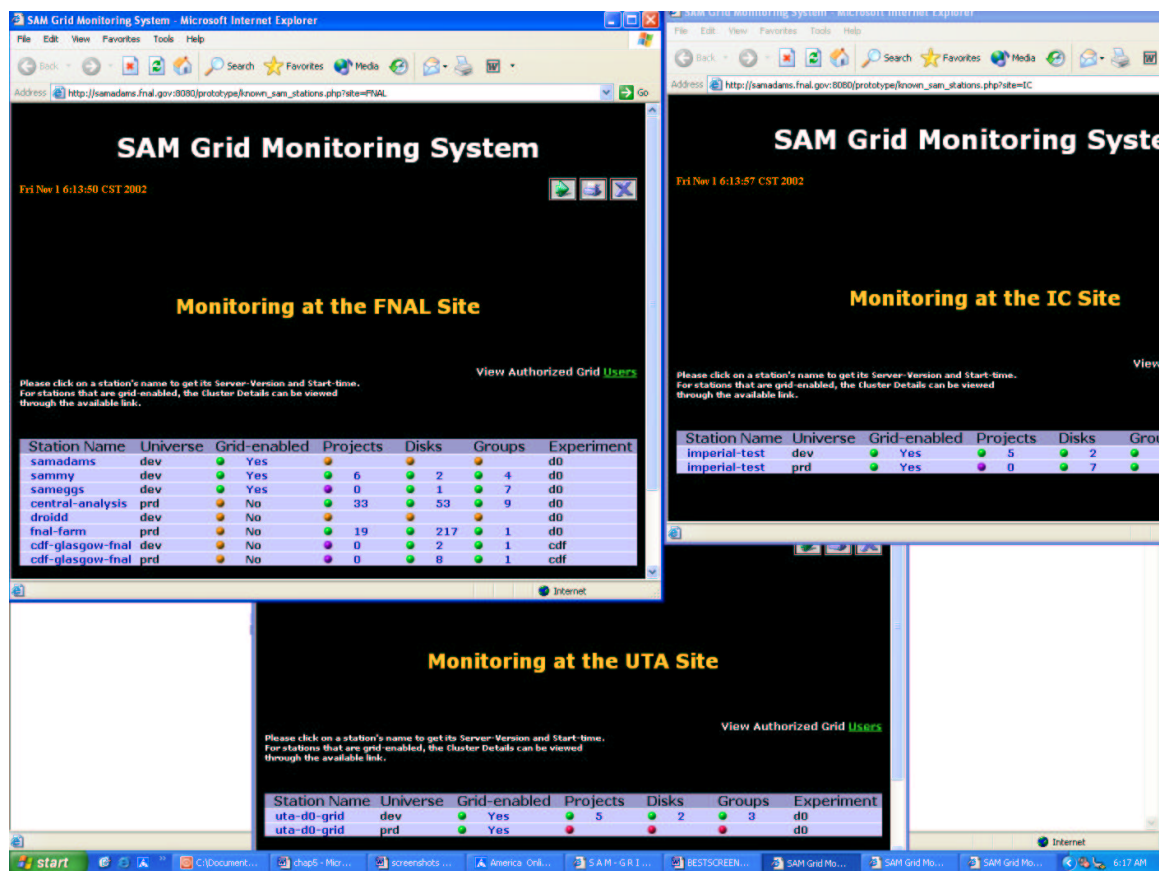 SAM Grid Monitoring System - Microsoft Internet Explorer
File Edit View Favorites Tools Help
Back Search Favorites Media
Address http://samadams.fnal.gov:8080/prototype/known_sam_stations.php?site=FNAL Go
SAM Grid Monitoring System
Fri Nov 1 6:13:50 CST 2002
Monitoring at the FNAL Site
View Authorized Grid Users
Please click on a station's name to get its Server-Version and Start-time.
For stations that are grid-enabled, the Cluster Details can be viewed
through the available link.
Station Name Universe Grid-enabled Projects Disks Groups Experiment
samadams dev Yes d0
sammy dev Yes 6 2 4 d0
sameggs dev Yes 0 1 7 d0
central-analysis prd No 33 53 9 d0
droidd dev No d0
fnal-farm prd No 19 217 1 d0
cdf-glasgow-fnal dev No 0 2 1 cdf
cdf-glasgow-fnal prd No 0 8 1 cdf
Internet
SAM Grid Monitoring System - Microsoft Internet Explorer
File Edit View Favorites Tools Help
Back Search Favorites Media
Address http://samadams.fnal.gov:8080/prototype/known_sam_stations.php?site=IC
SAM Grid Monitoring Syste
Fri Nov 1 6:13:57 CST 2002
Monitoring at the IC Site
View
Please click on a station's name to get its Server-Version and Start-time.
For stations that are grid-enabled, the Cluster Details can be viewed
through the available link.
Station Name Universe Grid-enabled Projects Disks Grou
imperial-test dev Yes 5 2
imperial-test prd Yes 0 7
Monitoring at the UTA Site
View Authorized Grid Users
Please click on a station's name to get its Server-Version and Start-time.
For stations that are grid-enabled, the Cluster Details can be viewed
through the available link.
Station Name Universe Grid-enabled Projects Disks Groups Experiment
uta-d0-grid dev Yes 5 2 3 d0
uta-d0-grid prd Yes d0
Internet
start C:\Document... chap5 - Micr... screenshots ... America Onli... S A M - G R I ... BESTSCREEN... SAM Grid Mo... SAM Grid Mo... SAM Grid Mo... 6:17 AM